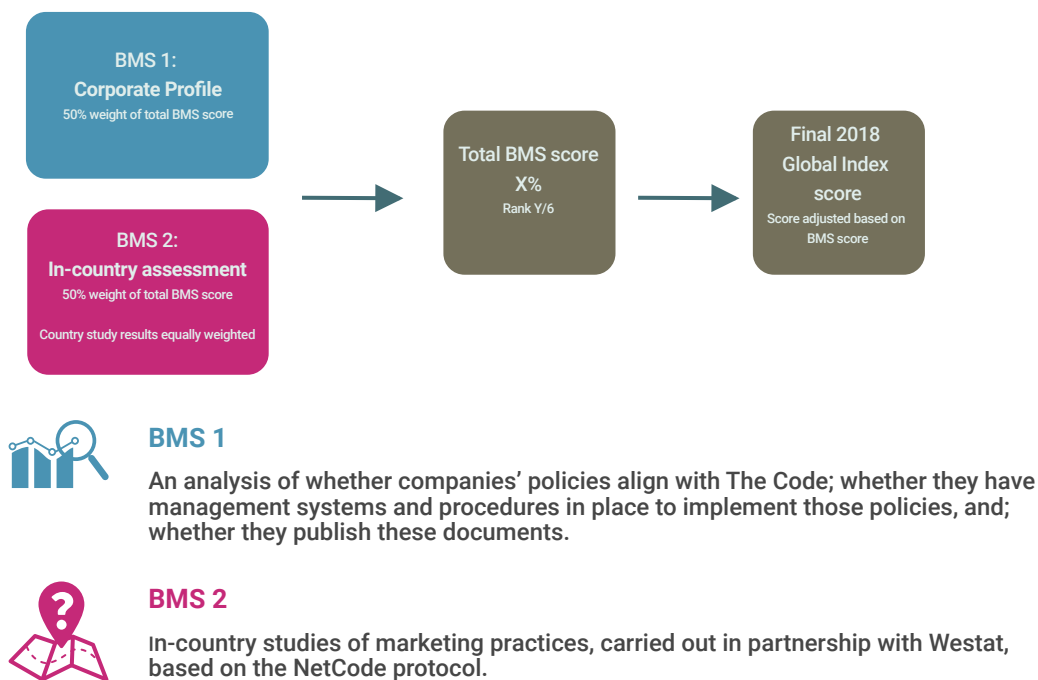 BMS 1:
Corporate Profile
50% weight of total BMS score
BMS 2:
In-country assessment
50% weight of total BMS score
Country study results equally weighted
Total BMS score
X%
Rank Y/6
Final 2018
Global Index
score
Score adjusted based on
BMS score
BMS 1
An analysis of whether companies’ policies align with The Code; whether they have
management systems and procedures in place to implement those policies, and;
whether they publish these documents.
?
BMS 2
In-country studies of marketing practices, carried out in partnership with Westat,
based on the NetCode protocol.